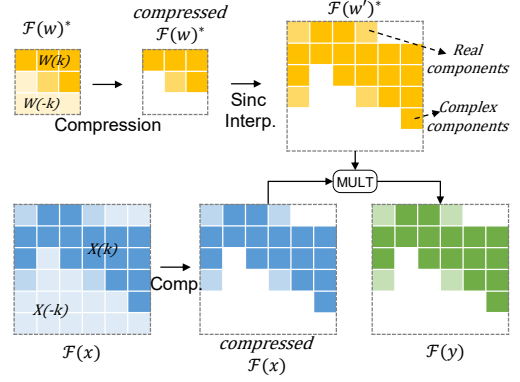 ℱ(w)*
compressed
ℱ(w)*
ℱ(w′)*
W(k)
W(-k)
Compression
Sinc
Interp.
Real
components
Complex
components
MULT
X(k)
X(-k)
Comp.
ℱ(x)
compressed
ℱ(x)
ℱ(y)